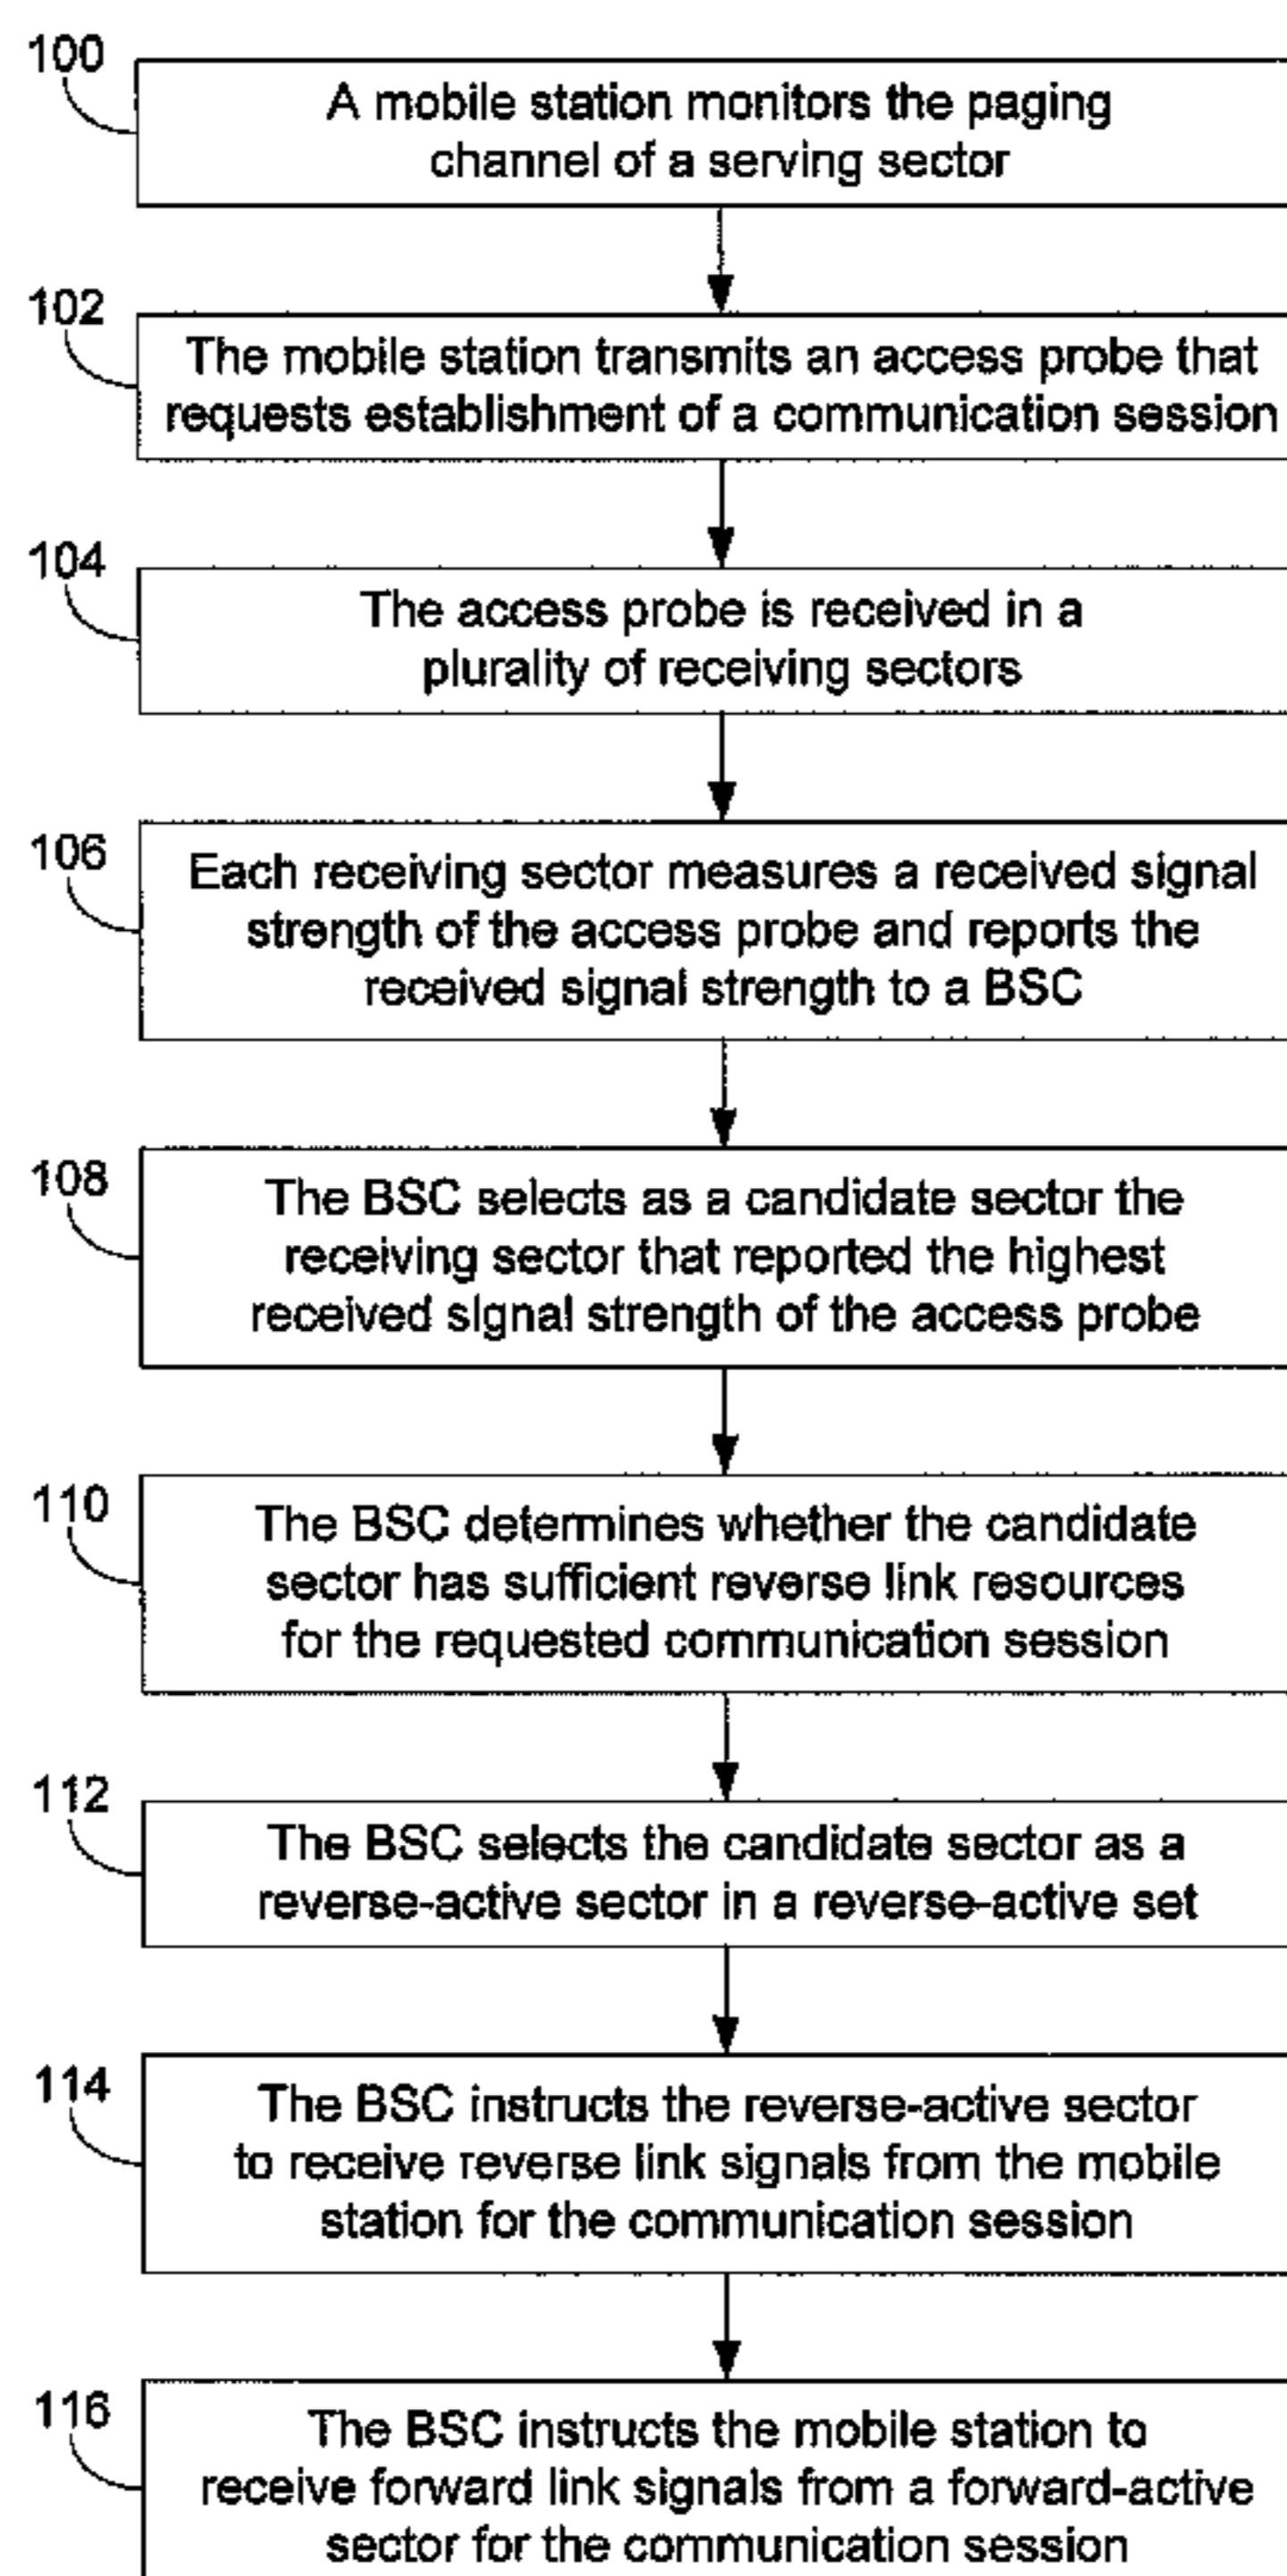 100
A mobile station monitors the paging
channel of a serving sector
102
The mobile station transmits an access probe that
requests establishment of a communication session
104
The access probe is received in a
plurality of receiving sectors
106
Each receiving sector measures a received signal
strength of the access probe and reports the
received signal strength to a BSC
108
The BSC selects as a candidate sector the
receiving sector that reported the highest
received signal strength of the access probe
110
The BSC determines whether the candidate
sector has sufficient reverse link resources
for the requested communication session
112
The BSC selects the candidate sector as a
reverse-active sector in a reverse-active set
114
The BSC instructs the reverse-active sector
to receive reverse link signals from the mobile
station for the communication session
116
The BSC instructs the mobile station to
receive forward link signals from a forward-active
sector for the communication session